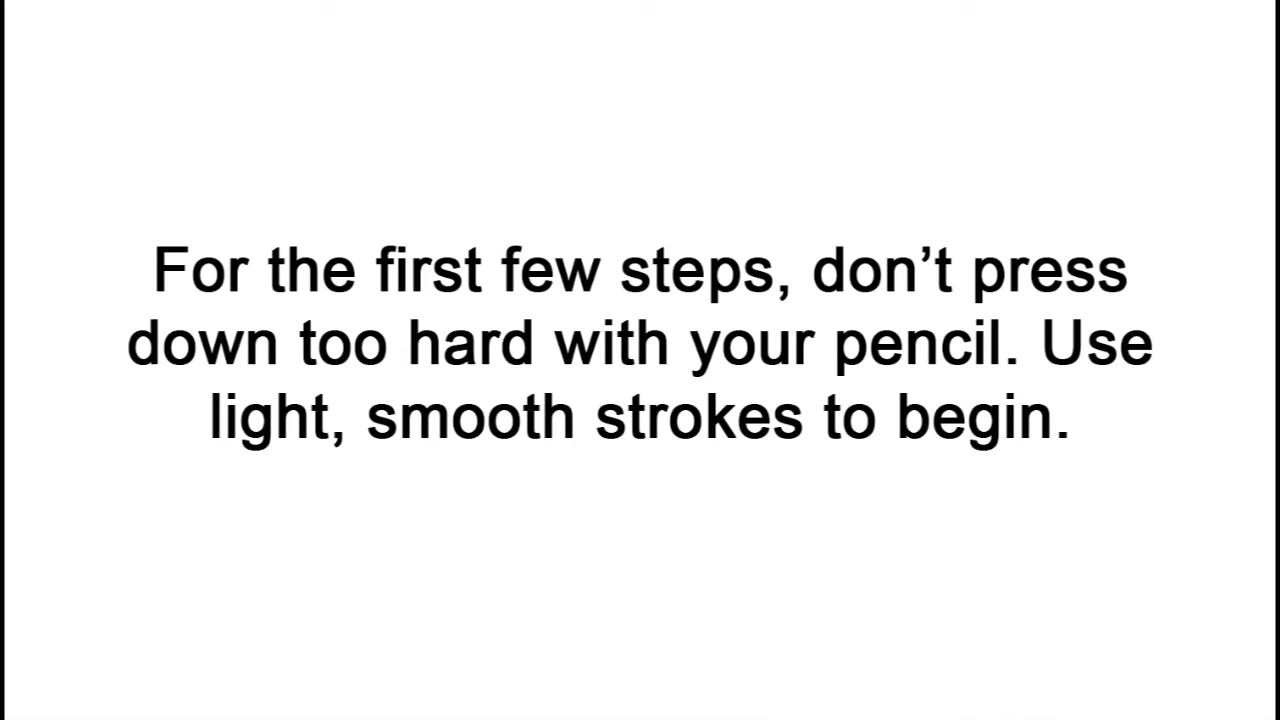 For the first few steps, don’t press
down too hard with your pencil. Use
light, smooth strokes to begin.